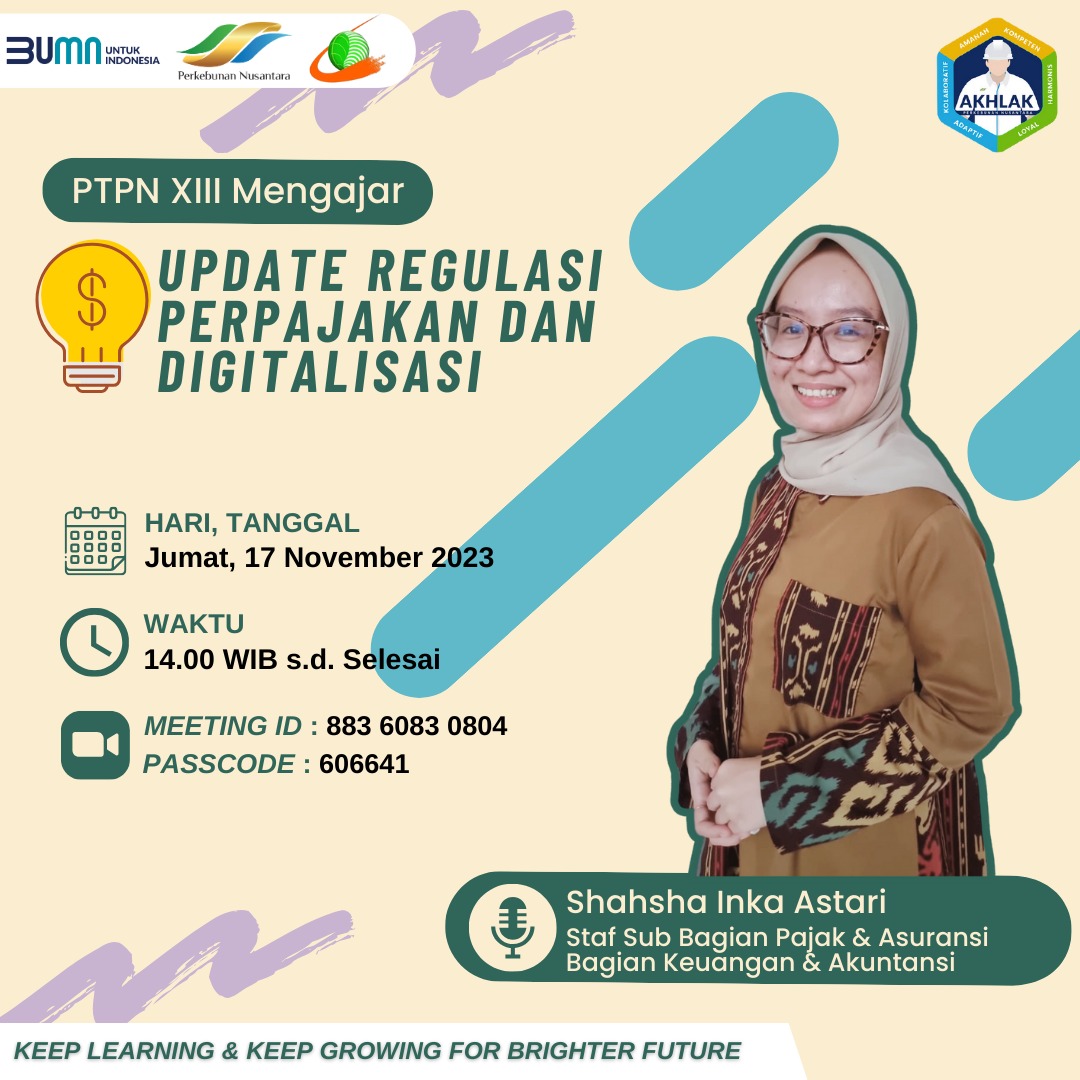 BUMN UNTUK
INDONESIA
Perkebunan Nusantara
AMANAH
KOMPETEN
HARMONIS
LOYAL
ADAPTIF
KOLABORATIF
AKHLAK
PERKEBUNAN NUSANTARA
PTPN XIII Mengajar
UPDATE REGULASI
PERPAJAKAN DAN
DIGITALISASI
HARI, TANGGAL
Jumat, 17 November 2023
WAKTU
14.00 WIB s.d. Selesai
MEETING ID : 883 6083 0804
PASSCODE : 606641
Shahsha Inka Astari
Staf Sub Bagian Pajak & Asuransi
Bagian Keuangan & Akuntansi
KEEP LEARNING & KEEP GROWING FOR BRIGHTER FUTURE